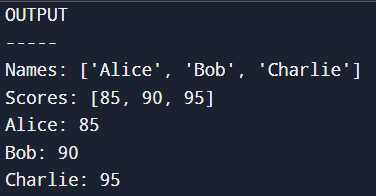 OUTPUT
-----
Names: ['Alice', 'Bob', 'Charlie']
Scores: [85, 90, 95]
Alice: 85
Bob: 90
Charlie: 95